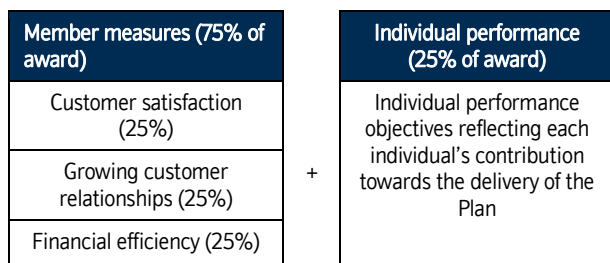 Member measures (75% of
award)
Customer satisfaction
(25%)
Growing customer
relationships (25%)
Financial efficiency (25%)
+
Individual performance
(25% of award)
Individual performance
objectives reflecting each
individual's contribution
towards the delivery of the
Plan